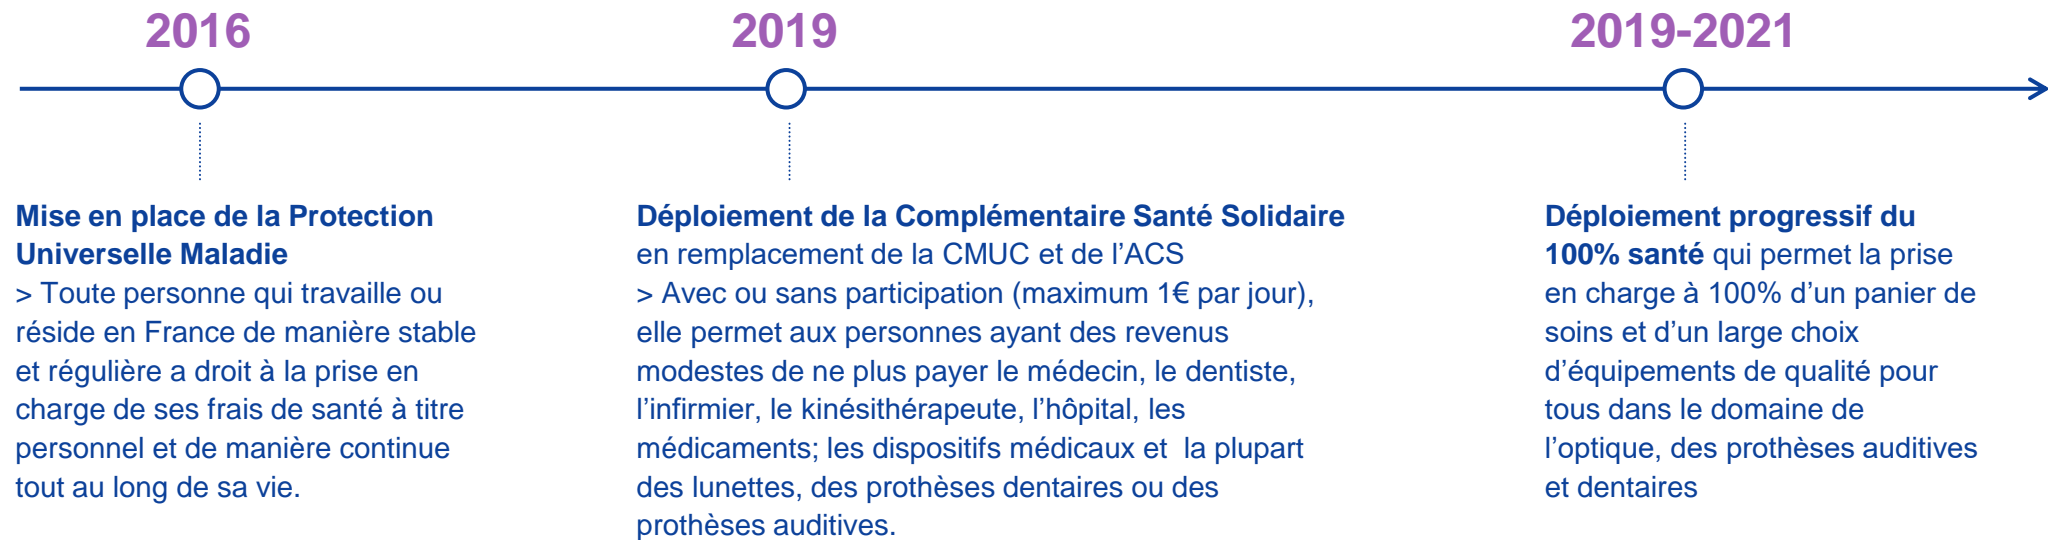 2016
Mise en place de la Protection
Universelle Maladie
> Toute personne qui travaille ou
réside en France de manière stable
et régulière a droit à la prise en
charge de ses frais de santé à titre
personnel et de manière continue
tout au long de sa vie.
2019
Déploiement de la Complémentaire Santé Solidaire
en remplacement de la CMUC et de l’ACS
> Avec ou sans participation (maximum 1€ par jour),
elle permet aux personnes ayant des revenus
modestes de ne plus payer le médecin, le dentiste,
l’infirmier, le kinésithérapeute, l’hôpital, les
médicaments; les dispositifs médicaux et  la plupart
des lunettes, des prothèses dentaires ou des
prothèses auditives.
2019-2021
Déploiement progressif du
100% santé qui permet la prise
en charge à 100% d’un panier de
soins et d’un large choix
d’équipements de qualité pour
tous dans le domaine de
l’optique, des prothèses auditives
et dentaires